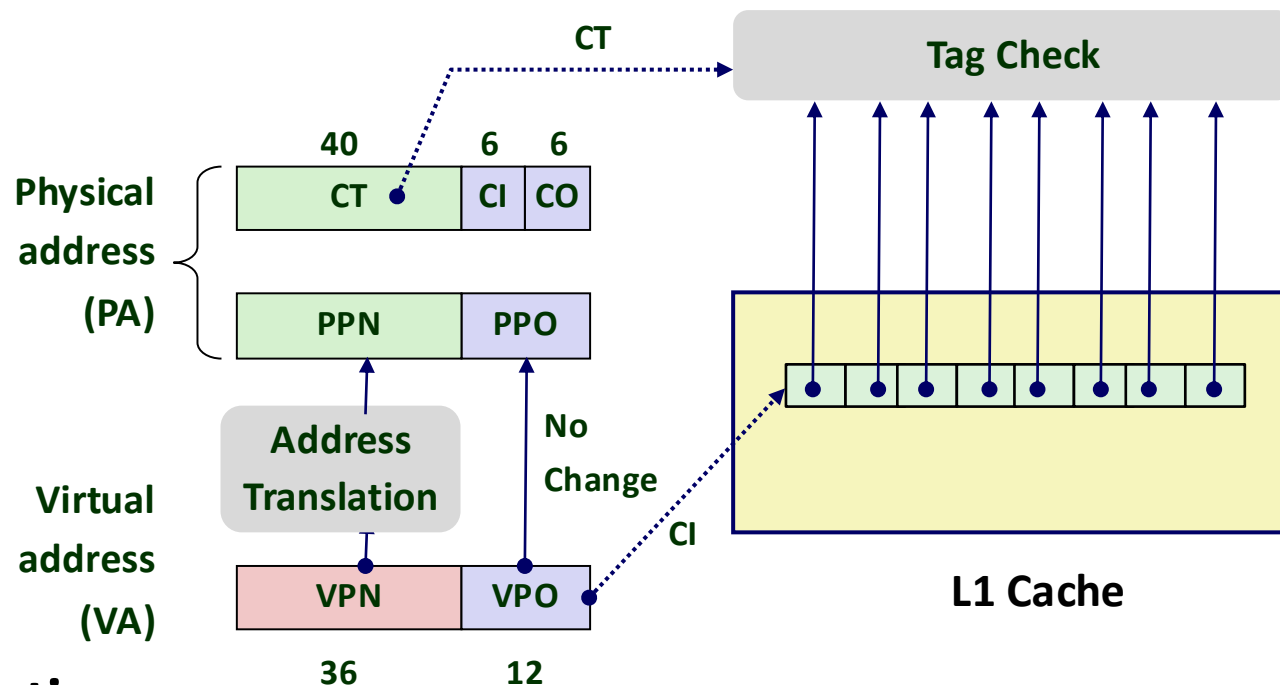 CT
Tag Check
40 6 6
Physical
address
(PA)
CT CI CO
PPN PPO
Address
Translation
No
Change
Virtual
address
(VA)
CI
VPN VPO
L1 Cache
36 12